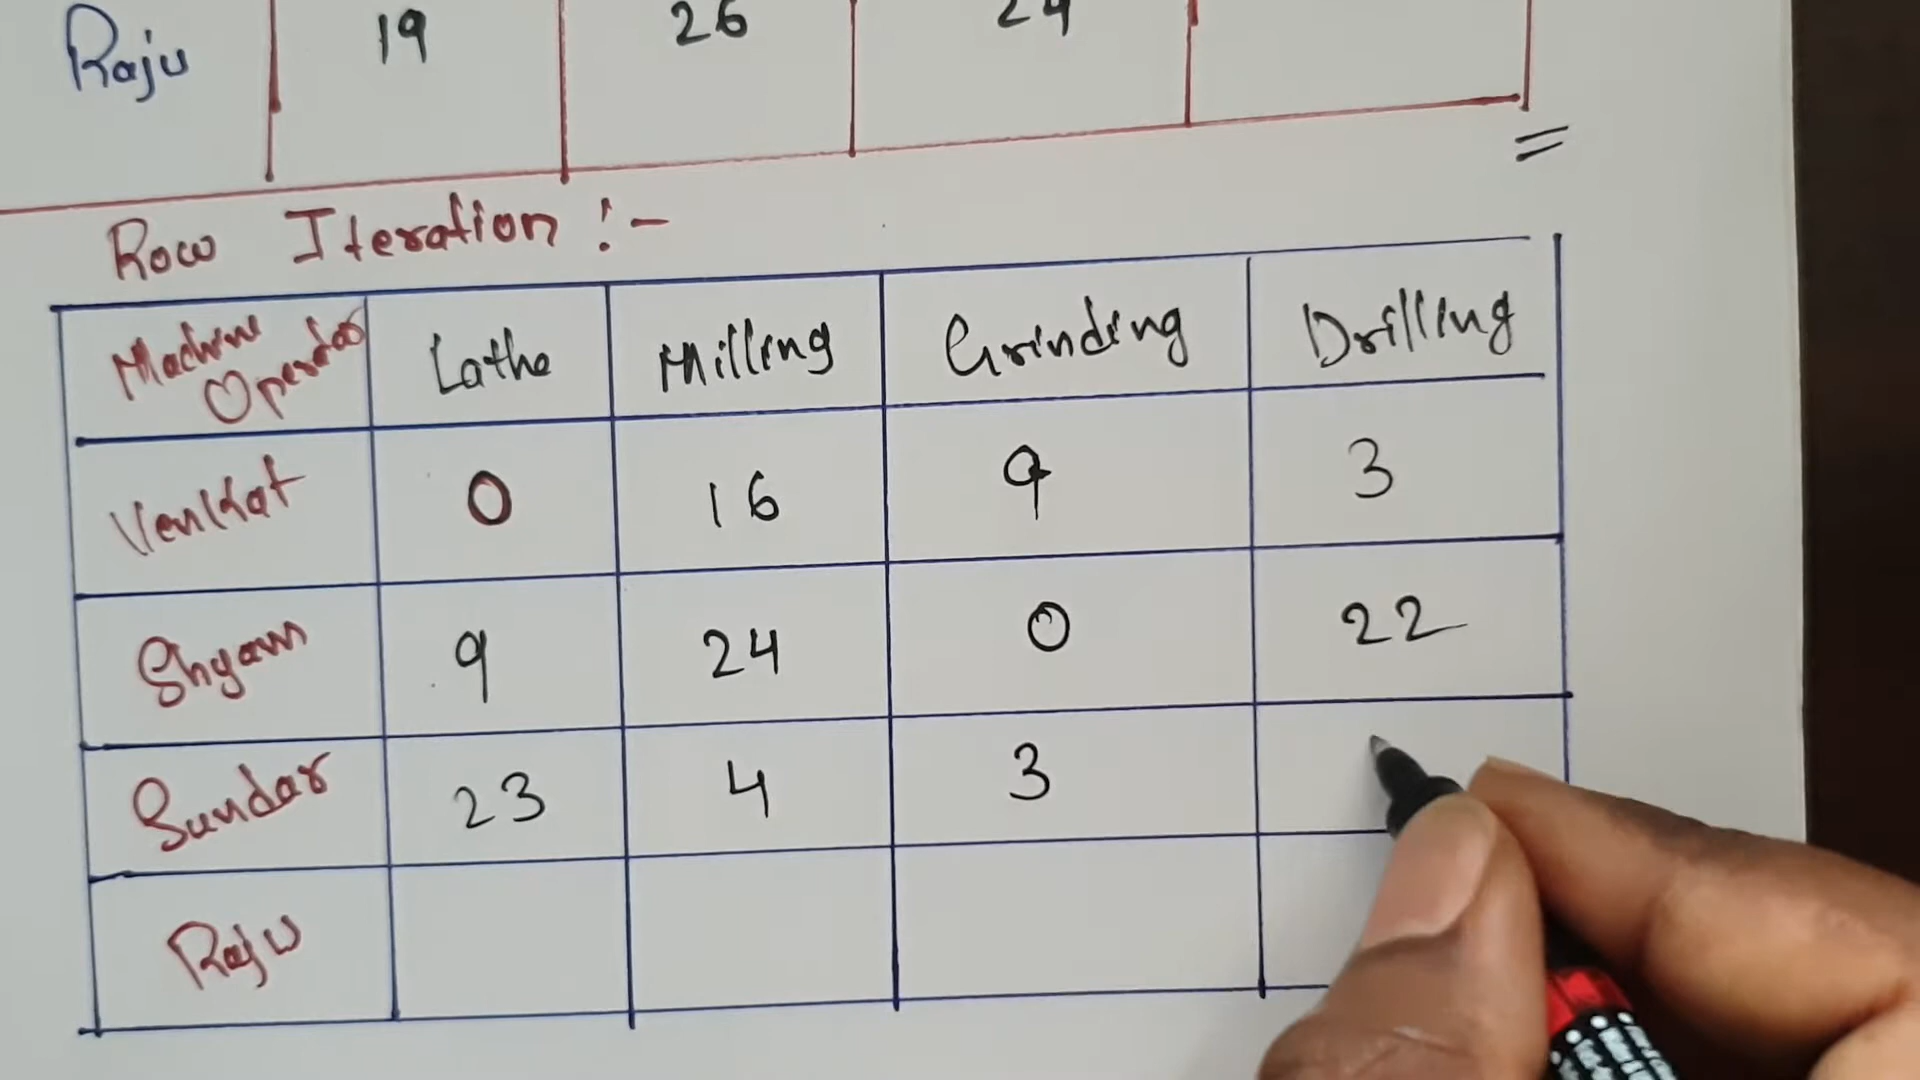 Raju 19 26 24
=
Row Iteration :-
Machine Operator Lathe Milling Grinding Drilling
Venkat 0 16 9 3
Shyam 9 24 0 22
Sundar 23 4 3
Raju